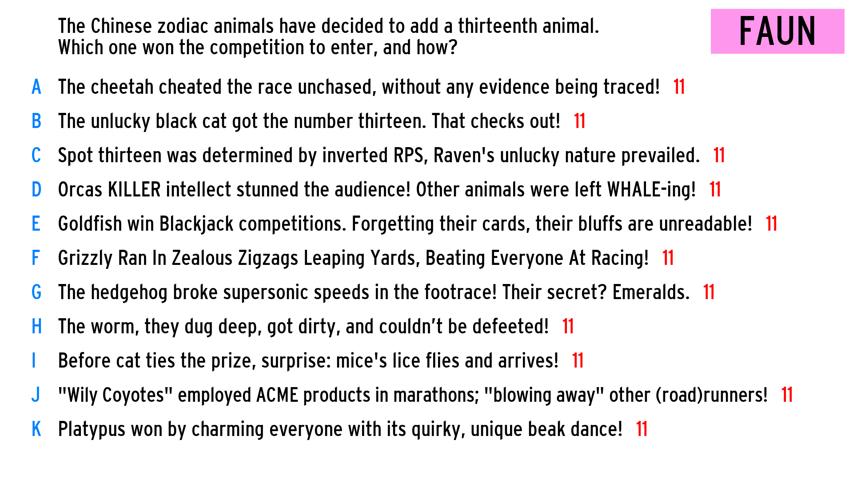 The Chinese zodiac animals have decided to add a thirteenth animal.
Which one won the competition to enter, and how?
FAUN
A The cheetah cheated the race unchased, without any evidence being traced! 11
B The unlucky black cat got the number thirteen. That checks out! 11
C Spot thirteen was determined by inverted RPS, Raven's unlucky nature prevailed. 11
D Orcas KILLER intellect stunned the audience! Other animals were left WHALE-ing! 11
E Goldfish win Blackjack competitions. Forgetting their cards, their bluffs are unreadable! 11
F Grizzly Ran In Zealous Zigzags Leaping Yards, Beating Everyone At Racing! 11
G The hedgehog broke supersonic speeds in the footrace! Their secret? Emeralds. 11
H The worm, they dug deep, got dirty, and couldn't be defeeted! 11
I Before cat ties the prize, surprise: mice's lice flies and arrives! 11
J "Wily Coyotes" employed ACME products in marathons; "blowing away" other (road)runners! 11
K Platypus won by charming everyone with its quirky, unique beak dance! 11